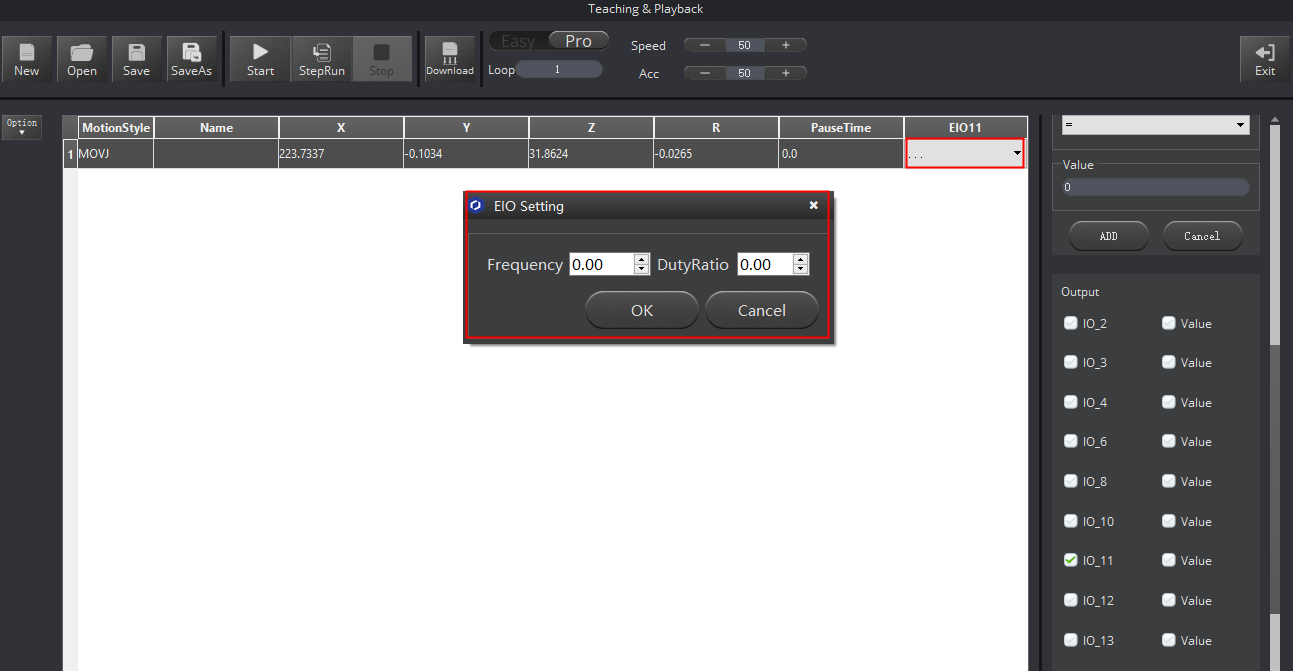 Teaching & Playback
New Open Save SaveAs Start StepRun Stop Download Easy Pro Speed − 50 + Exit
Loop 1 Acc − 50 +
Option
MotionStyle Name X Y Z R PauseTime EIO11
1 MOVJ 223.7337 -0.1034 31.8624 -0.0265 0.0 ...
EIO Setting
Frequency 0.00 DutyRatio 0.00
OK Cancel
=
Value
0
ADD Cancel
Output
IO_2 Value
IO_3 Value
IO_4 Value
IO_6 Value
IO_8 Value
IO_10 Value
IO_11 Value
IO_12 Value
IO_13 Value